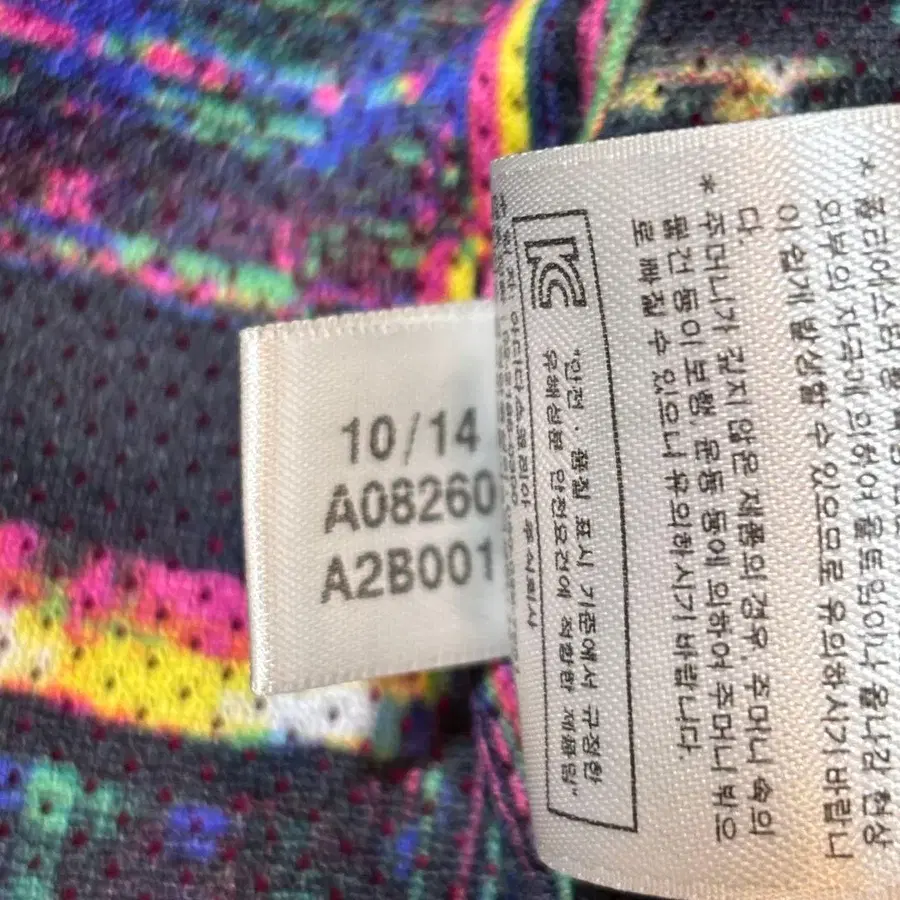 10/14
A08260
A2B001
KC
"안전・품질 표시 기준에서 규정한
유해성분 안전요건에 적합한 제품임"
* 주머니가 깊지 않은 제품의 경우, 주머니 속의
물건 등이 보행, 운동 등에 의하여 주머니 밖으
로 빠질 수 있으니 유의하시기 바랍니다.
외부의 자극에 의하여 올뜯임이나 올나감 현상
이 쉽게 발생할 수 있으므로 유의하시기 바랍니
다.